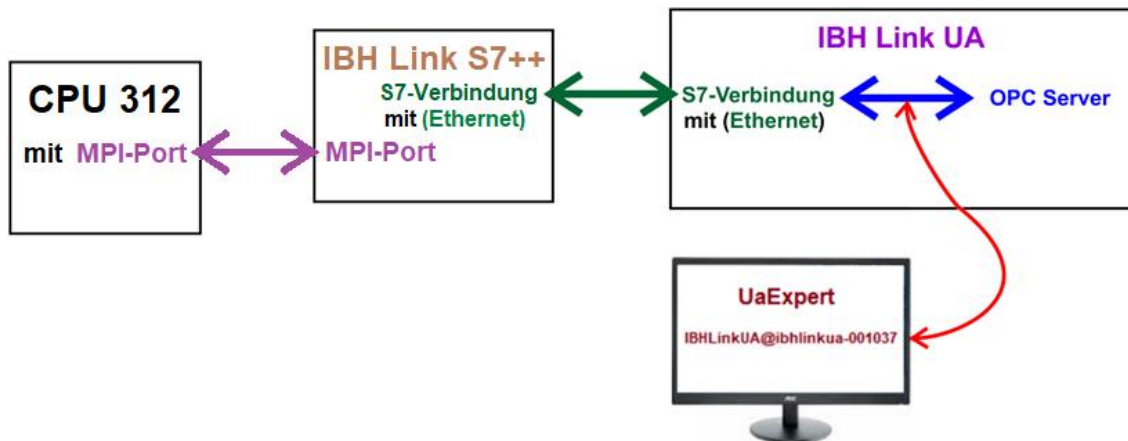 CPU 312
mit MPI-Port
IBH Link S7++
S7-Verbindung
mit (Ethernet)
MPI-Port
IBH Link UA
S7-Verbindung
mit (Ethernet)
OPC Server
UaExpert
IBHLinkUA@ibhlinkua-001037
AOC